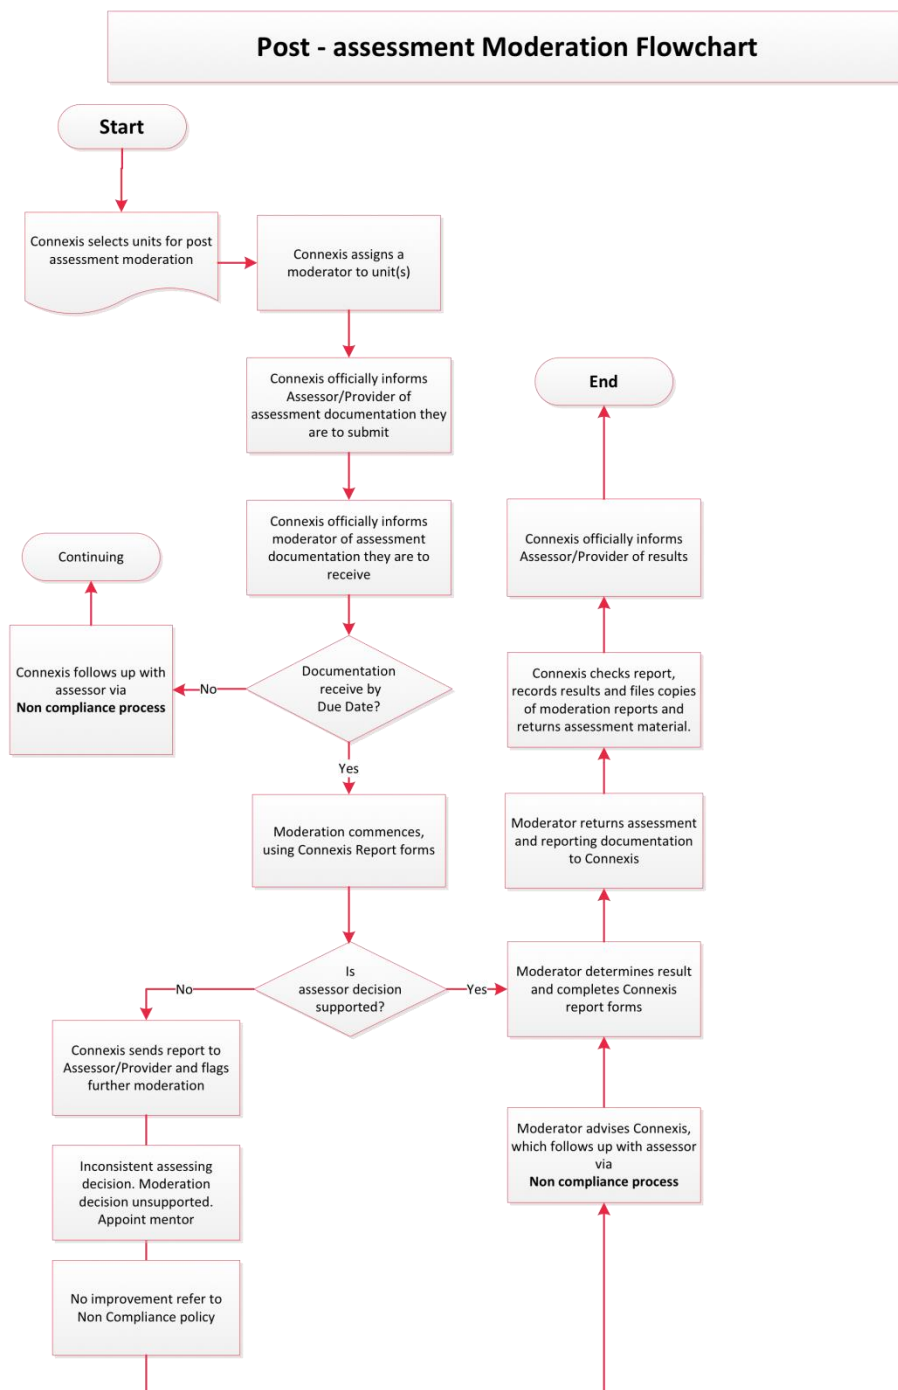 Post - assessment Moderation Flowchart
Start
Connexis selects units for post
assessment moderation
Connexis assigns a
moderator to unit(s)
Connexis officially informs
Assessor/Provider of
assessment documentation they
are to submit
Connexis officially informs
moderator of assessment
documentation they are to
receive
Documentation
receive by
Due Date?
No
Connexis follows up with
assessor via
Non compliance process
Continuing
Yes
Moderation commences,
using Connexis Report forms
Is
assessor decision
supported?
No
Connexis sends report to
Assessor/Provider and flags
further moderation
Inconsistent assessing
decision. Moderation
decision unsupported.
Appoint mentor
No improvement refer to
Non Compliance policy
Moderator advises Connexis,
which follows up with assessor
via
Non compliance process
Yes
Moderator determines result
and completes Connexis
report forms
Moderator returns assessment
and reporting documentation
to Connexis
Connexis checks report,
records results and files copies
of moderation reports and
returns assessment material.
Connexis officially informs
Assessor/Provider of results
End